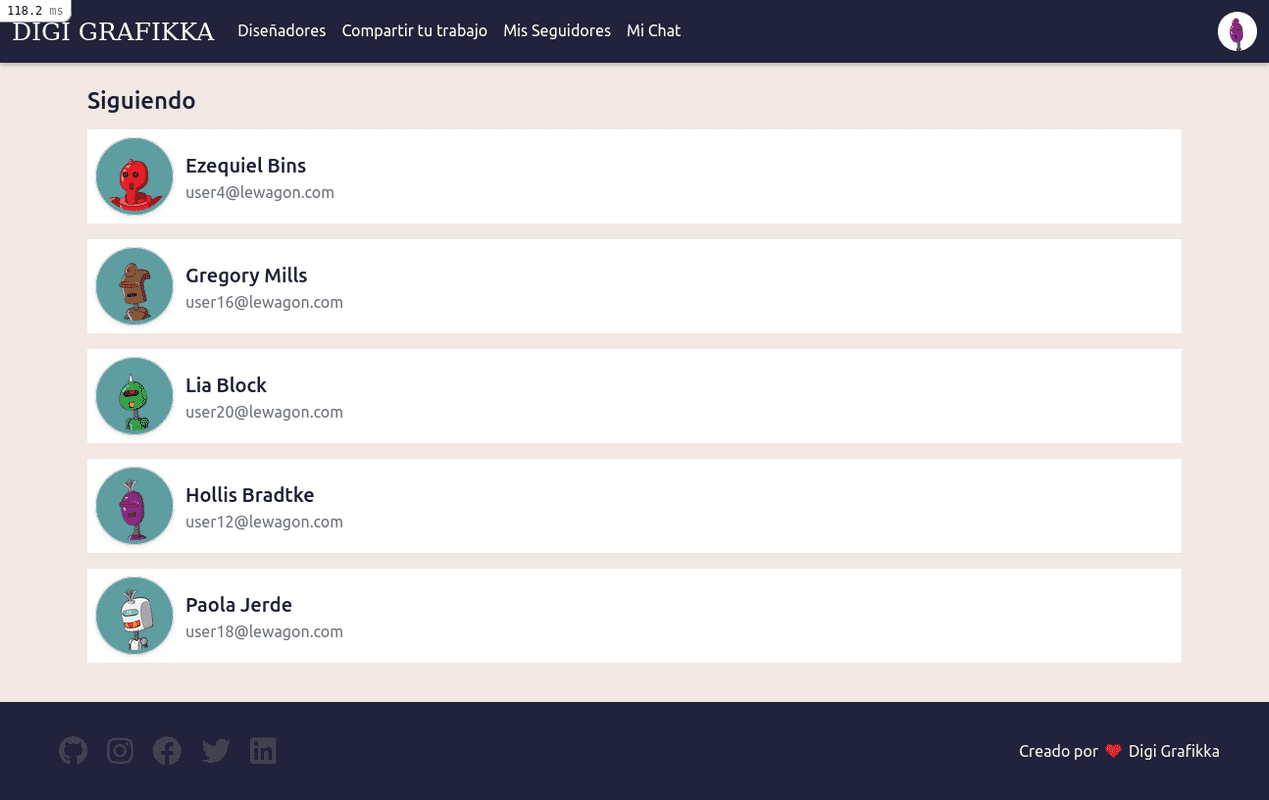 118.2 ms
DIGI GRAFIKKA Diseñadores Compartir tu trabajo Mis Seguidores Mi Chat
Siguiendo
Ezequiel Bins
user4@lewagon.com
Gregory Mills
user16@lewagon.com
Lia Block
user20@lewagon.com
Hollis Bradtke
user12@lewagon.com
Paola Jerde
user18@lewagon.com
Creado por ❤ Digi Grafikka